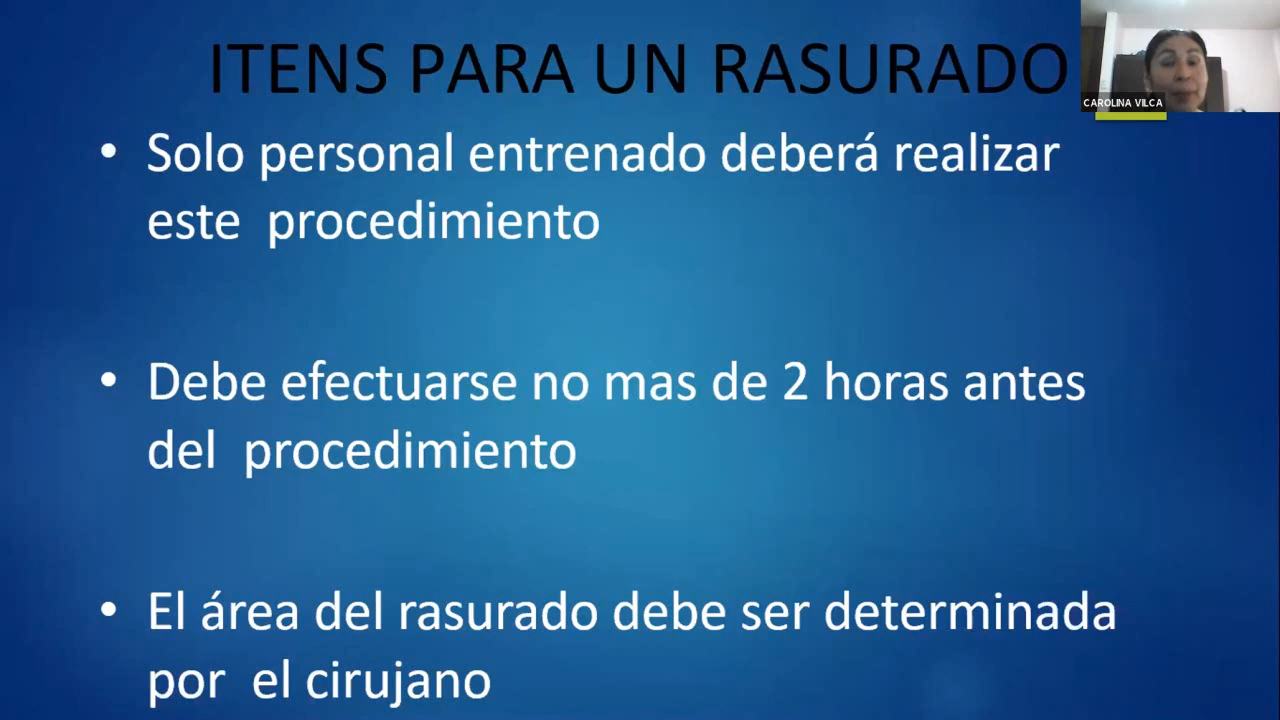 ITENS PARA UN RASURADO
CAROLINA VILCA
• Solo personal entrenado deberá realizar
este  procedimiento
• Debe efectuarse no mas de 2 horas antes
del  procedimiento
• El área del rasurado debe ser determinada
por  el cirujano